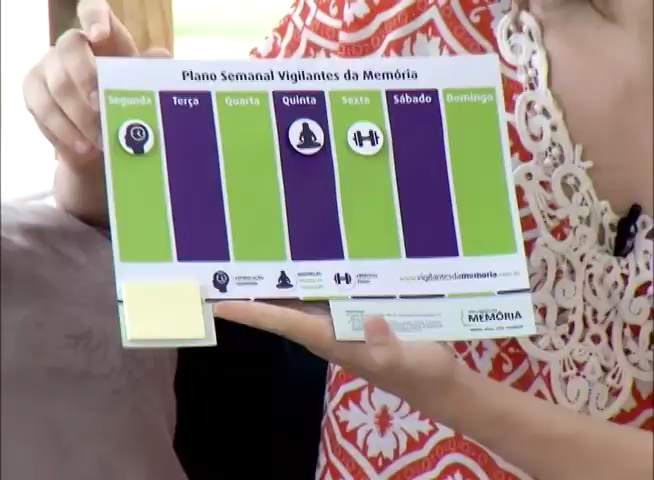 Plano Semanal Vigilantes da Memória
Segunda Terça Quarta Quinta Sexta Sábado Domingo
www.vigilantesdamemoria.com.br
MEMÓRIA